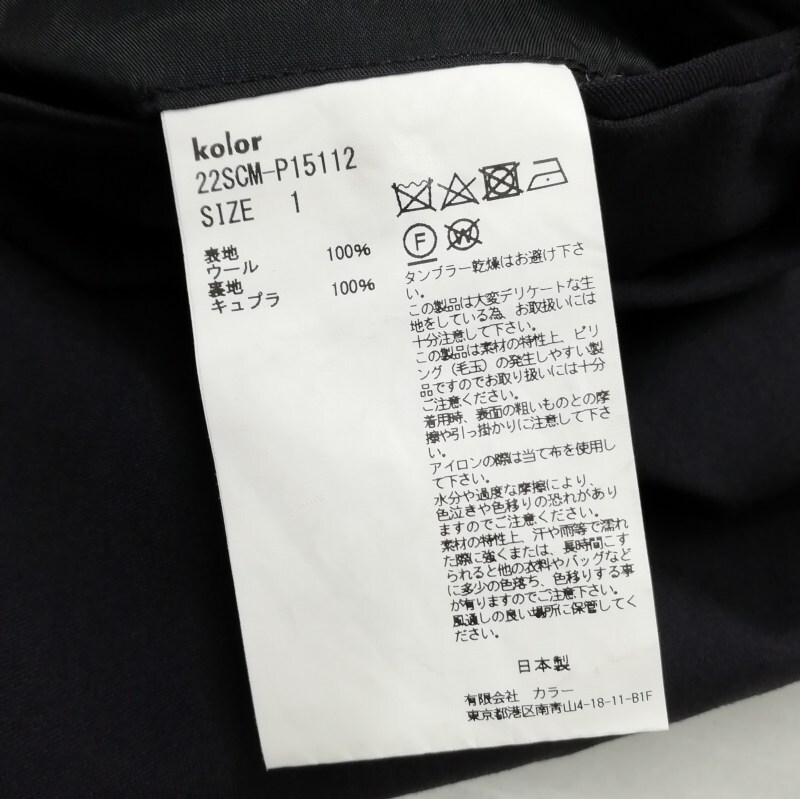 kolor
22SCM-P15112
SIZE 1
表地
ウール 100%
裏地
キュプラ 100%
F
W
タンブラー乾燥はお避け下さ
い。
この製品は大変デリケートな生
地をしている為、お取扱いには
十分注意して下さい。
この製品は素材の特性上、ピリ
ング(毛玉)の発生しやすい製
品ですのでお取り扱いには十分
ご注意ください。
着用時、表面の粗いものとの摩
擦や引っ掛かりに注意して下さ
い。
アイロンの際は当て布を使用し
て下さい。
水分や過度な摩擦により、
色泣きや色移りの恐れがあり
ますのでご注意ください。
素材の特性上、汗や雨等で濡れ
た際に強くまたは、長時間こす
られると他の衣料やバッグなど
に多少の色落ち、色移りする事
が有りますのでご注意下さい。
風通しの良い場所に保管してく
ださい。
日本製
有限会社 カラー
東京都港区南青山4-18-11-B1F